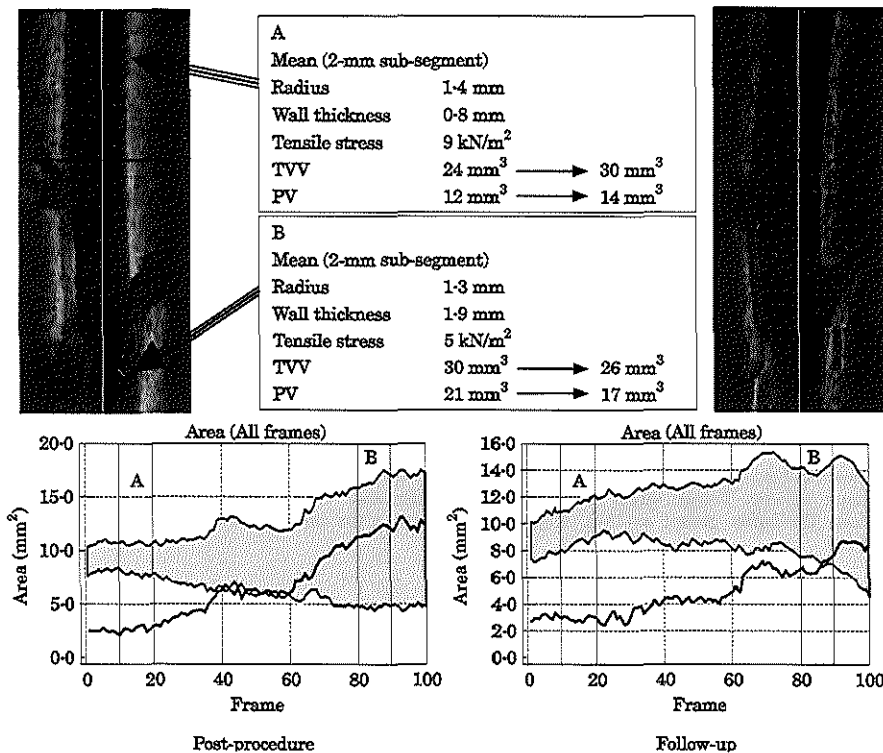 A
Mean (2-mm sub-segment)
Radius 1·4 mm
Wall thickness 0·8 mm
Tensile stress 9 kN/m²
TVV 24 mm³ → 30 mm³
PV 12 mm³ → 14 mm³
B
Mean (2-mm sub-segment)
Radius 1·3 mm
Wall thickness 1·9 mm
Tensile stress 5 kN/m²
TVV 30 mm³ → 26 mm³
PV 21 mm³ → 17 mm³
Area (All frames)
20·0
15·0
10·0
5·0
0·0
Area (mm²)
A
B
0 20 40 60 80 100
Frame
Post-procedure
Area (All frames)
16·0
14·0
12·0
10·0
8·0
6·0
4·0
2·0
0·0
Area (mm²)
A
B
0 20 40 60 80 100
Frame
Follow-up